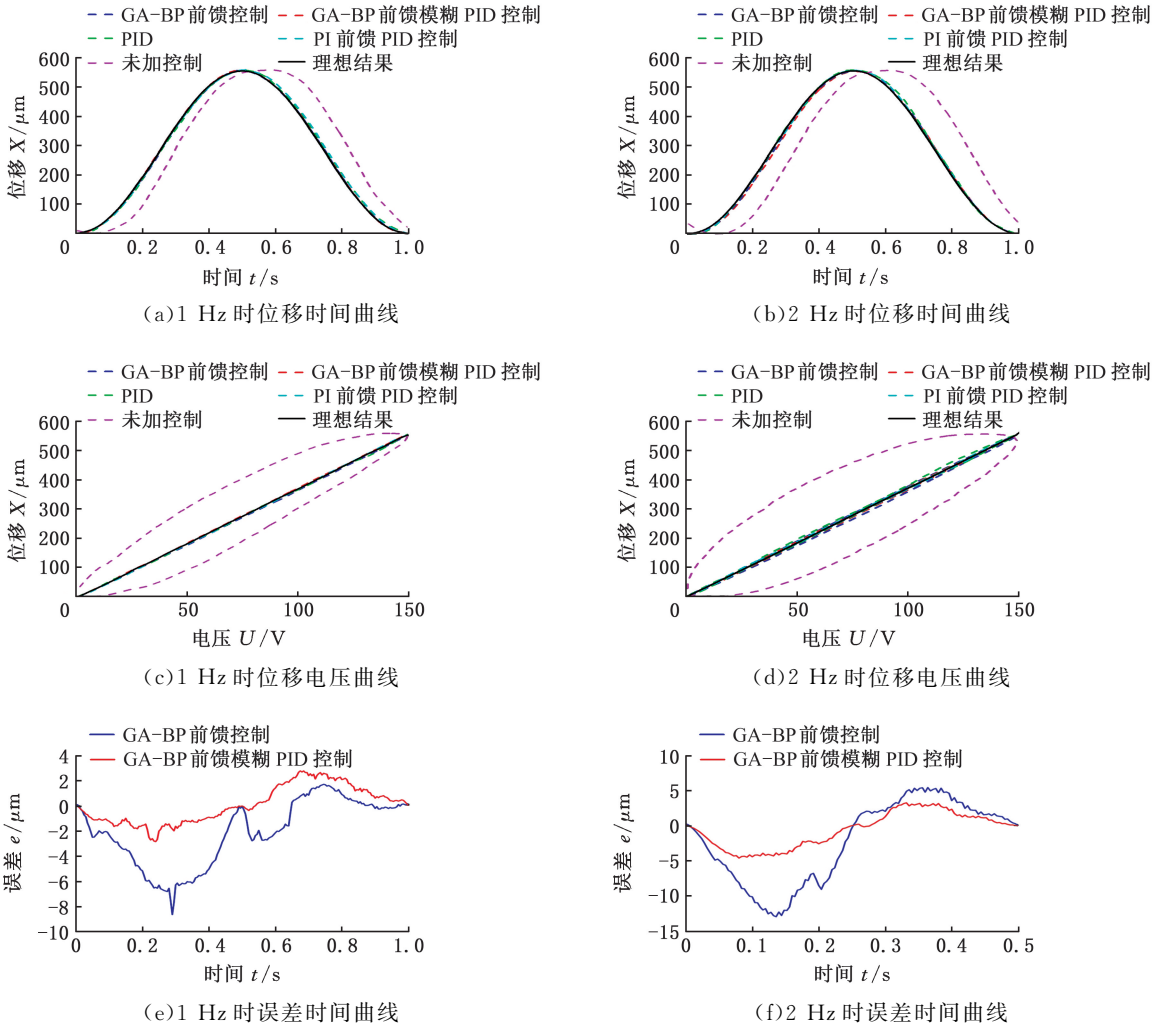 GA-BP前馈控制 GA-BP前馈模糊 PID 控制
PID PI 前馈 PID 控制
未加控制 理想结果
600
500
400
300
200
100
0
位移 X/μm
0.2 0.4 0.6 0.8 1.0
时间 t/s
(a)1 Hz 时位移时间曲线
GA-BP前馈控制 GA-BP前馈模糊 PID 控制
PID PI 前馈 PID 控制
未加控制 理想结果
600
500
400
300
200
100
0
位移 X/μm
0.2 0.4 0.6 0.8 1.0
时间 t/s
(b)2 Hz 时位移时间曲线
GA-BP前馈控制 GA-BP前馈模糊 PID 控制
PID PI 前馈 PID 控制
未加控制 理想结果
600
500
400
300
200
100
0
位移 X/μm
50 100 150
电压 U/V
(c)1 Hz 时位移电压曲线
GA-BP前馈控制 GA-BP前馈模糊 PID 控制
PID PI 前馈 PID 控制
未加控制 理想结果
600
500
400
300
200
100
0
位移 X/μm
50 100 150
电压 U/V
(d)2 Hz 时位移电压曲线
GA-BP前馈控制
GA-BP前馈模糊 PID 控制
4
2
0
-2
-4
-6
-8
-10
误差 e/μm
0 0.2 0.4 0.6 0.8 1.0
时间 t/s
(e)1 Hz 时误差时间曲线
GA-BP前馈控制
GA-BP前馈模糊 PID 控制
10
5
0
-5
-10
-15
误差 e/μm
0 0.1 0.2 0.3 0.4 0.5
时间 t/s
(f)2 Hz 时误差时间曲线